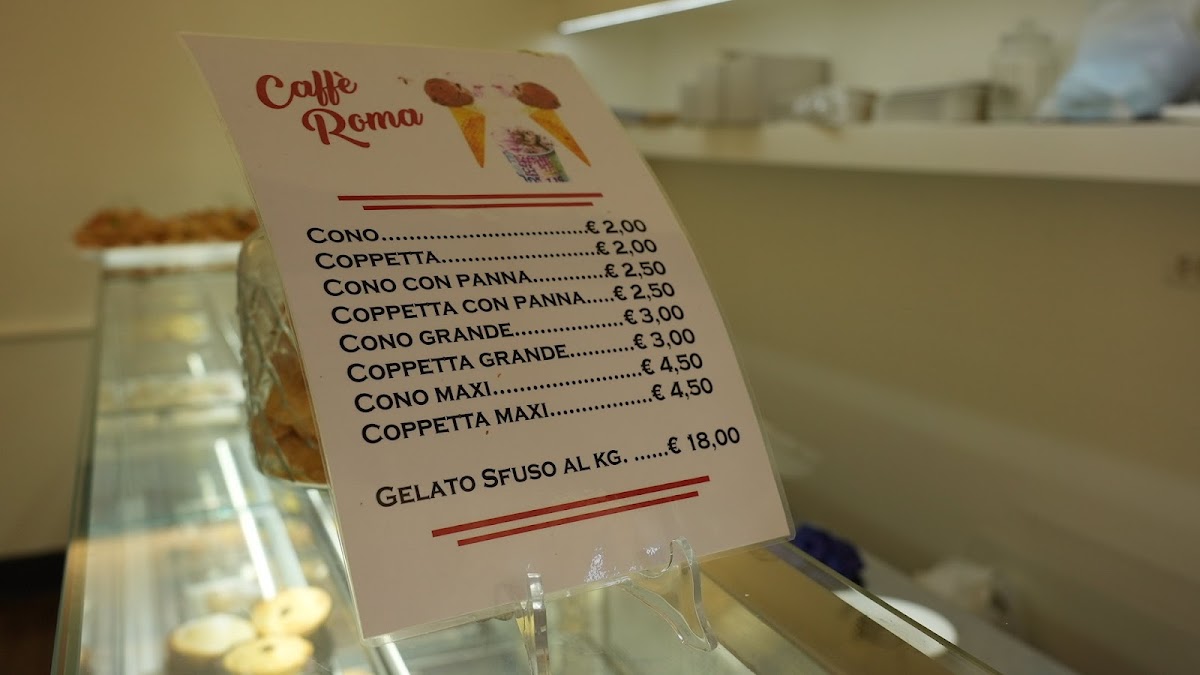 Caffè
Roma
CONO..............................€ 2,00
COPPETTA.........................€ 2,00
CONO CON PANNA............€ 2,50
COPPETTA CON PANNA.....€ 2,50
CONO GRANDE..................€ 3,00
COPPETTA GRANDE...........€ 3,00
CONO MAXI........................€ 4,50
COPPETTA MAXI.................€ 4,50
GELATO SFUSO AL KG. ......€ 18,00